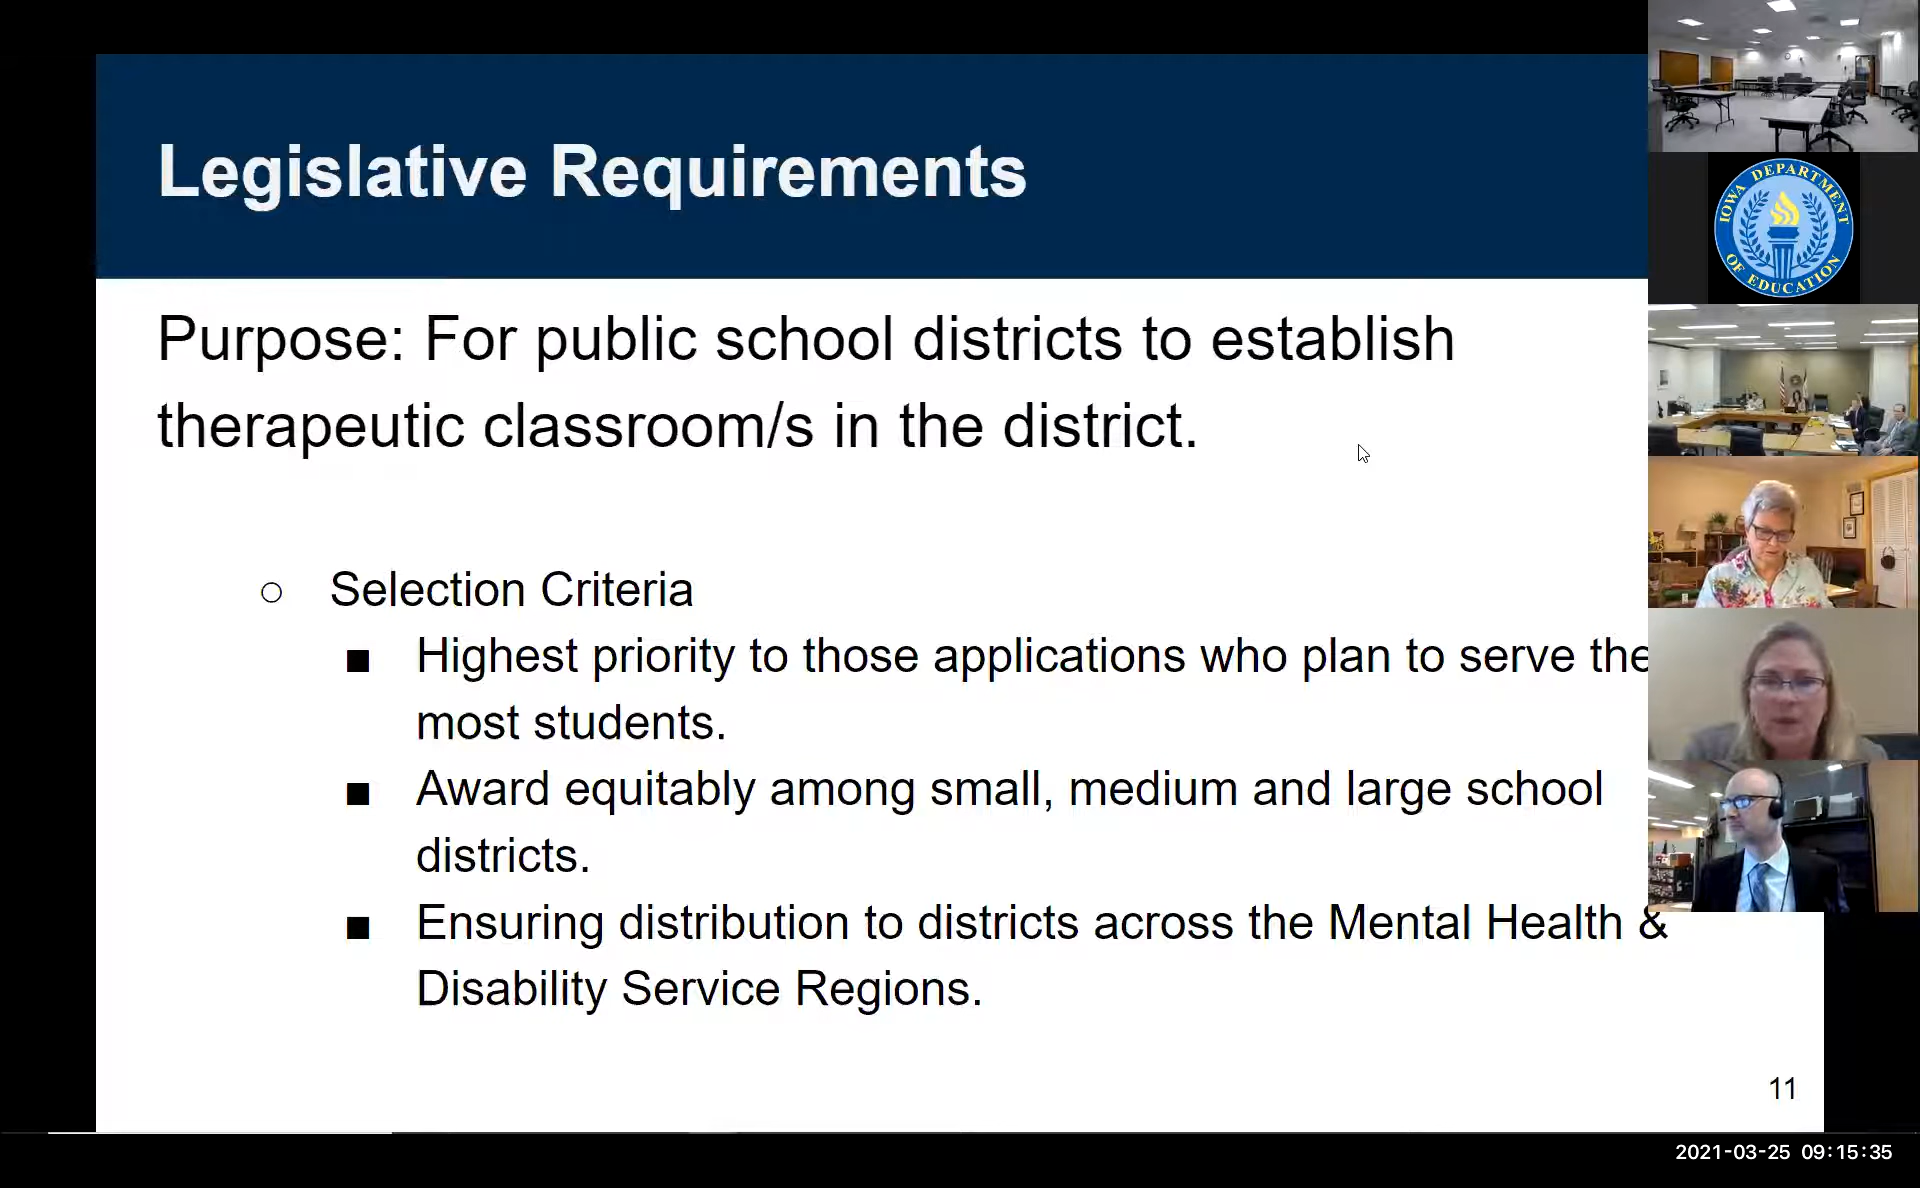 Legislative Requirements
Purpose: For public school districts to establish
therapeutic classroom/s in the district.
○ Selection Criteria
■ Highest priority to those applications who plan to serve the
most students.
■ Award equitably among small, medium and large school
districts.
■ Ensuring distribution to districts across the Mental Health &
Disability Service Regions.
11
IOWA DEPARTMENT
OF EDUCATION
2021-03-25 09:15:35